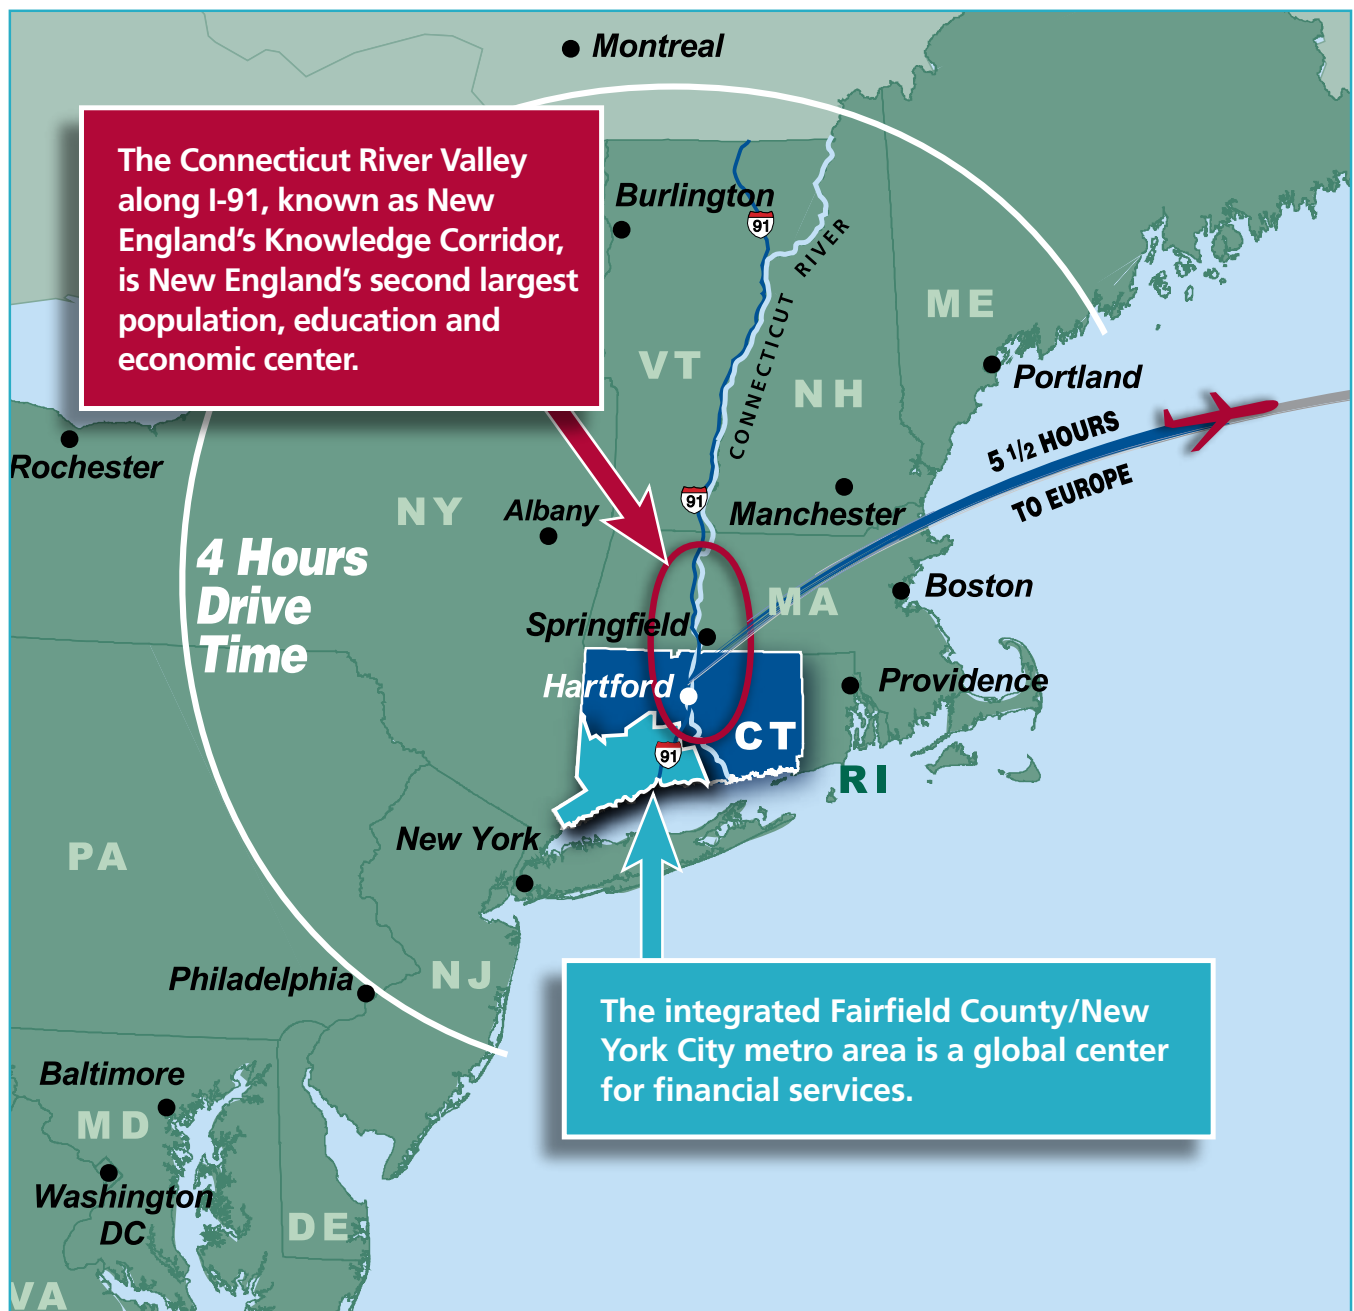 Montreal
The Connecticut River Valley
along I-91, known as New
England’s Knowledge Corridor,
is New England’s second largest
population, education and
economic center.
Burlington
91
CONNECTICUT RIVER
ME
VT
NH
Portland
5 1/2 HOURS
TO EUROPE
Rochester
NY
Albany
91
Manchester
4 Hours
Drive
Time
MA
Boston
Springfield
Hartford
Providence
CT
91
RI
New York
PA
NJ
Philadelphia
The integrated Fairfield County/New
York City metro area is a global center
for financial services.
Baltimore
MD
Washington
DC
DE
VA